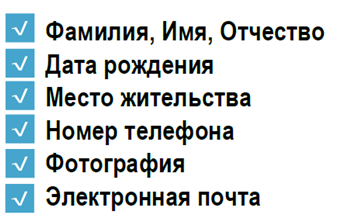 Фамилия, Имя, Отчество
Дата рождения
Место жительства
Номер телефона
Фотография
Электронная почта